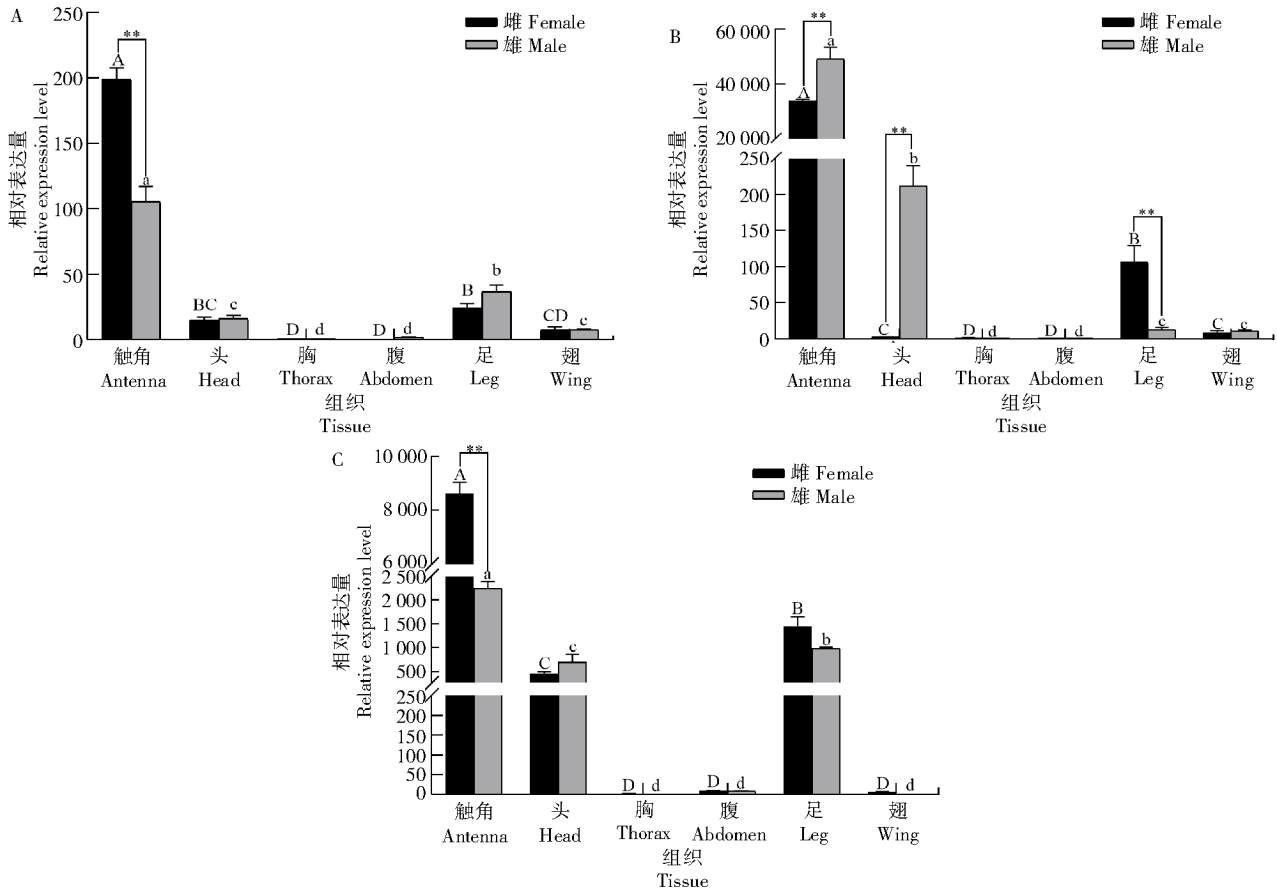 A
雌 Female
雄 Male
相对表达量
Relative expression level
250
200
150
100
50
0
**
A
a
BC
c
D
d
D
d
B
b
CD
c
触角
Antenna
头
Head
胸
Thorax
腹
Abdomen
足
Leg
翅
Wing
组织
Tissue
B
雌 Female
雄 Male
相对表达量
Relative expression level
60 000
40 000
20 000
250
200
150
100
50
0
**
A
a
**
C
b
D
d
D
d
**
B
c
C
c
触角
Antenna
头
Head
胸
Thorax
腹
Abdomen
足
Leg
翅
Wing
组织
Tissue
C
雌 Female
雄 Male
相对表达量
Relative expression level
10 000
8 000
6 000
2 500
2 000
1 500
1 000
500
250
200
150
100
50
0
**
A
a
C
c
D
d
D
d
B
b
D
d
触角
Antenna
头
Head
胸
Thorax
腹
Abdomen
足
Leg
翅
Wing
组织
Tissue